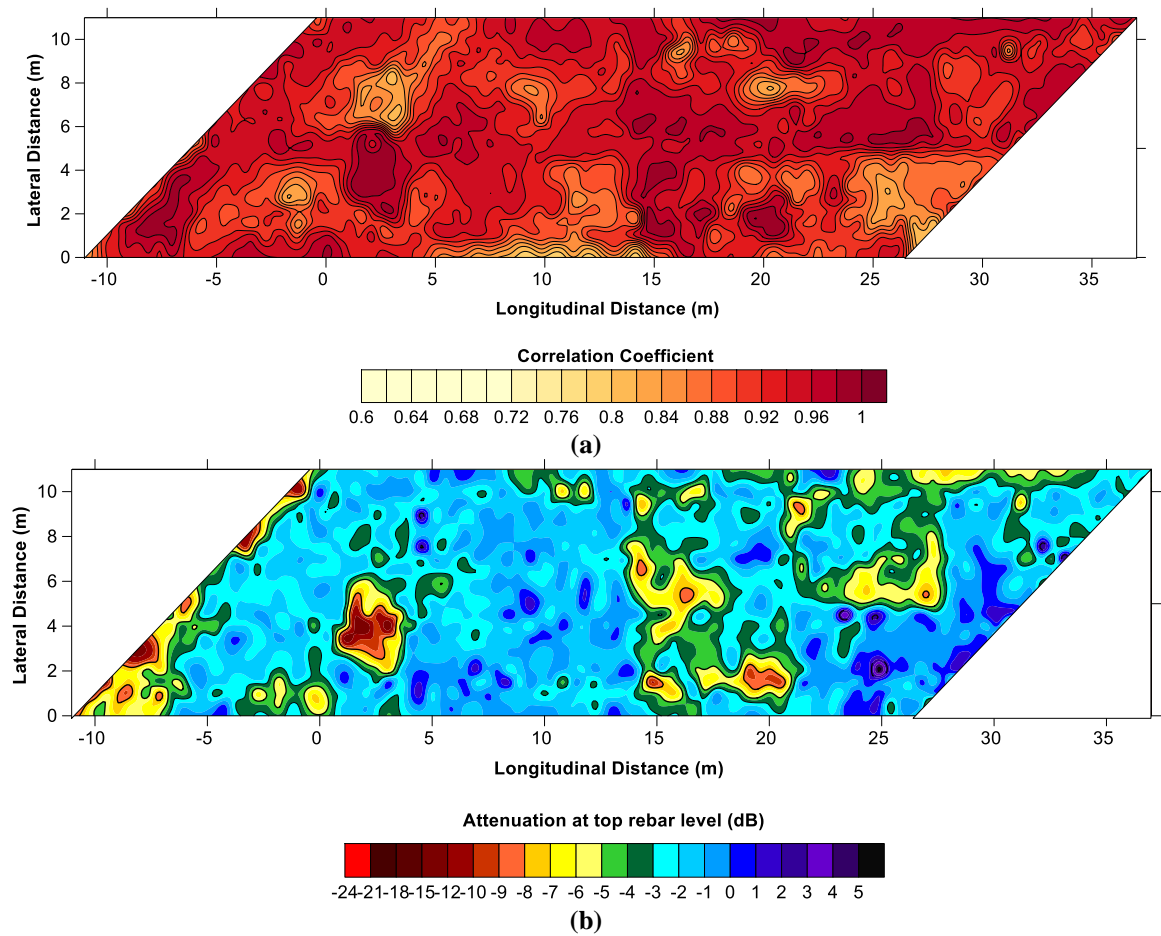 10
8
6
4
2
0
Lateral Distance (m)
-10 -5 0 5 10 15 20 25 30 35
Longitudinal Distance (m)
Correlation Coefficient
0.6 0.64 0.68 0.72 0.76 0.8 0.84 0.88 0.92 0.96 1
(a)
10
8
6
4
2
0
Lateral Distance (m)
-10 -5 0 5 10 15 20 25 30 35
Longitudinal Distance (m)
Attenuation at top rebar level (dB)
-24 -21 -18 -15 -12 -10 -9 -8 -7 -6 -5 -4 -3 -2 -1 0 1 2 3 4 5
(b)